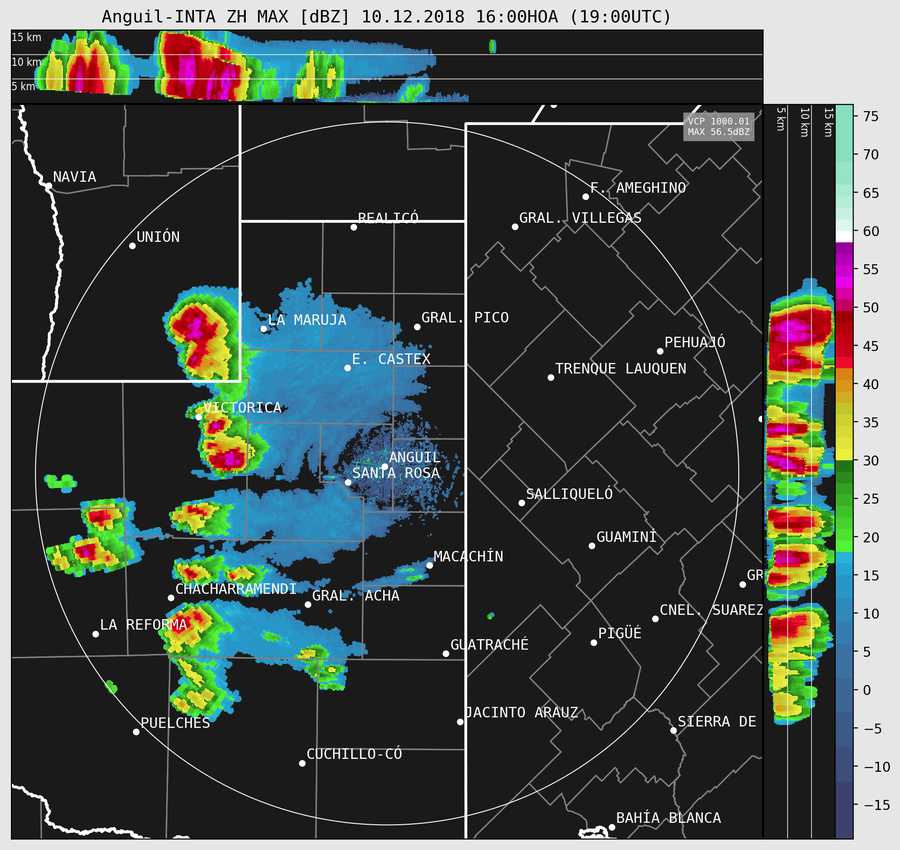 Anguil-INTA ZH MAX [dBZ] 10.12.2018 16:00HOA (19:00UTC)
15 km
10 km
5 km
5 km
10 km
15 km
VCP 1000.01
MAX 56.5dBZ
NAVIA
F. AMEGHINO
REALICÓ
GRAL. VILLEGAS
UNIÓN
LA MARUJA
GRAL. PICO
PEHUAJÓ
E. CASTEX
TRENQUE LAUQUEN
VICTORICA
ANGUIL
SANTA ROSA
SALLIQUELÓ
GUAMINÍ
MACACHÍN
GR
CHACHARRAMENDI
GRAL. ACHA
CNEL. SUAREZ
LA REFORMA
PIGÜÉ
GUATRACHÉ
JACINTO ARAUZ
PUELCHES
SIERRA DE
CUCHILLO-CÓ
BAHÍA BLANCA
75
70
65
60
55
50
45
40
35
30
25
20
15
10
5
0
−5
−10
−15